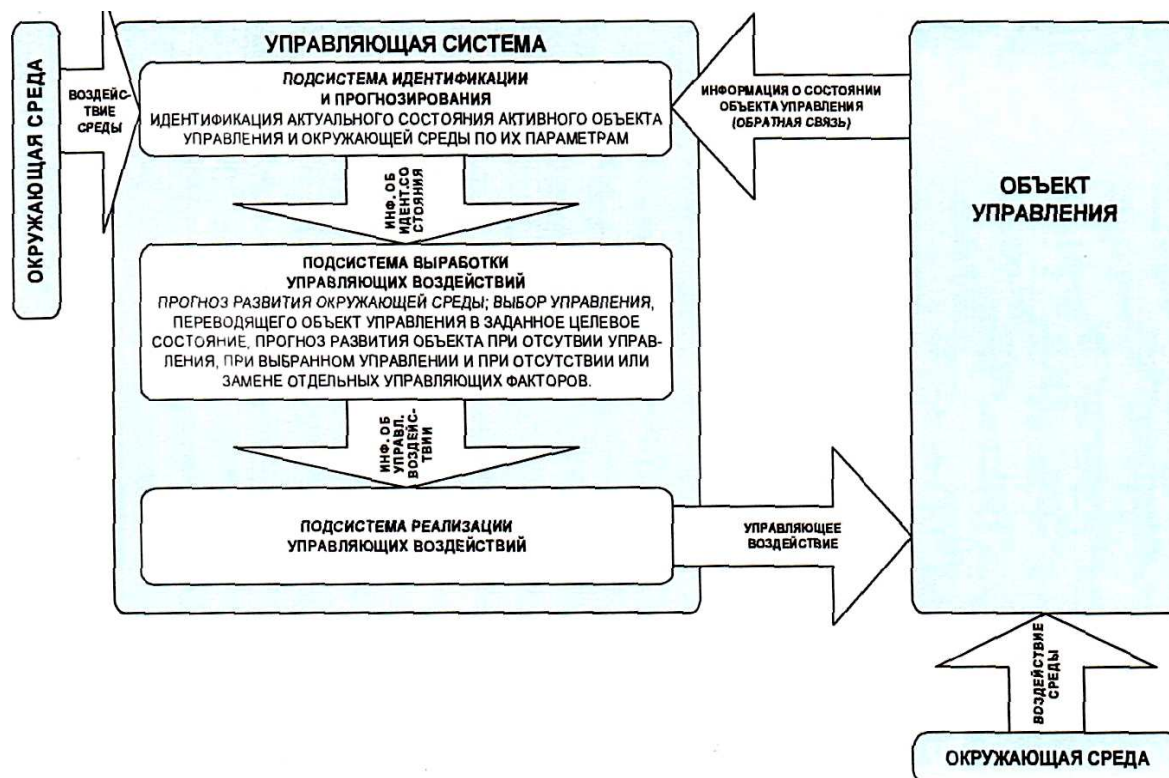 ОКРУЖАЮЩАЯ СРЕДА
ВОЗДЕЙС-
ТВИЕ
СРЕДЫ
УПРАВЛЯЮЩАЯ СИСТЕМА
ПОДСИСТЕМА ИДЕНТИФИКАЦИИ
И ПРОГНОЗИРОВАНИЯ
ИДЕНТИФИКАЦИЯ АКТУАЛЬНОГО СОСТОЯНИЯ АКТИВНОГО ОБЪЕКТА
УПРАВЛЕНИЯ И ОКРУЖАЮЩЕЙ СРЕДЫ ПО ИХ ПАРАМЕТРАМ
ИНФОРМАЦИЯ О СОСТОЯНИИ
ОБЪЕКТА УПРАВЛЕНИЯ
(ОБРАТНАЯ СВЯЗЬ)
ОБЪЕКТ
УПРАВЛЕНИЯ
ИНФ. ОБ
ИДЕНТ.СО
СТОЯНИЯ
ПОДСИСТЕМА ВЫРАБОТКИ
УПРАВЛЯЮЩИХ ВОЗДЕЙСТВИЙ
ПРОГНОЗ РАЗВИТИЯ ОКРУЖАЮЩЕЙ СРЕДЫ; ВЫБОР УПРАВЛЕНИЯ,
ПЕРЕВОДЯЩЕГО ОБЪЕКТ УПРАВЛЕНИЯ В ЗАДАННОЕ ЦЕЛЕВОЕ
СОСТОЯНИЕ, ПРОГНОЗ РАЗВИТИЯ ОБЪЕКТА ПРИ ОТСУТВИИ УПРАВ-
ЛЕНИЯ, ПРИ ВЫБРАННОМ УПРАВЛЕНИИ И ПРИ ОТСУТСТВИИ ИЛИ
ЗАМЕНЕ ОТДЕЛЬНЫХ УПРАВЛЯЮЩИХ ФАКТОРОВ.
ИНФ. ОБ
УПРАВЛ.
ВОЗДЕЙС-
ТВИИ
ПОДСИСТЕМА РЕАЛИЗАЦИИ
УПРАВЛЯЮЩИХ ВОЗДЕЙСТВИЙ
УПРАВЛЯЮЩЕЕ
ВОЗДЕЙСТВИЕ
ВОЗДЕЙСТВИЕ
СРЕДЫ
ОКРУЖАЮЩАЯ СРЕДА